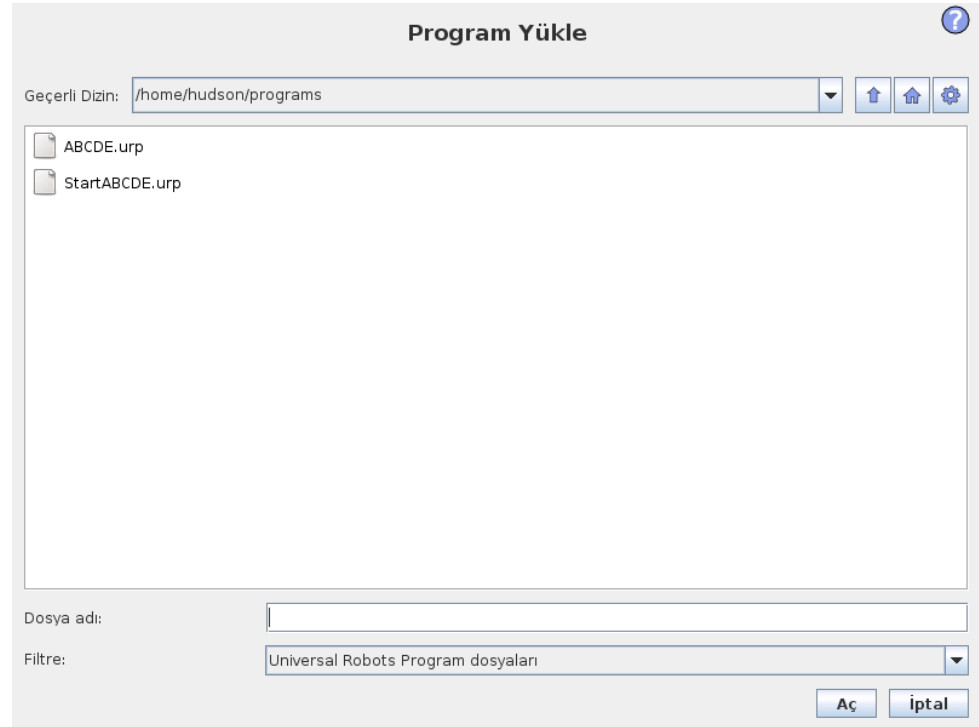 Program Yükle
?
Geçerli Dizin: /home/hudson/programs
ABCDE.urp
StartABCDE.urp
Dosya adı:
Filtre: Universal Robots Program dosyaları
Aç İptal